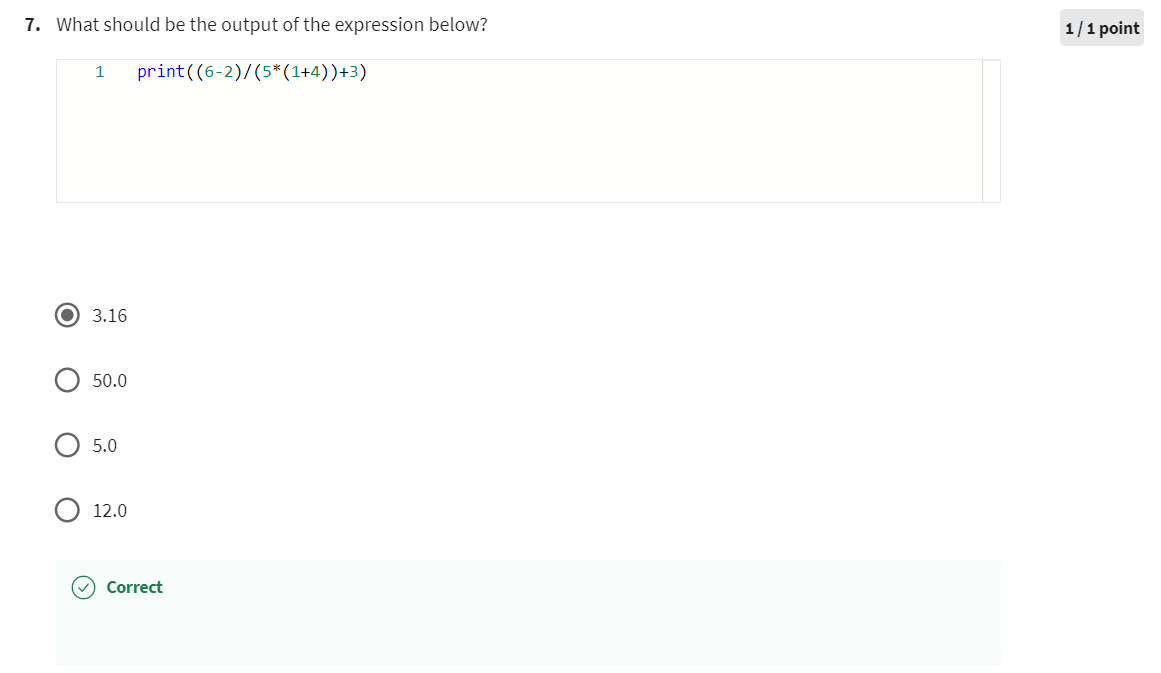 7. What should be the output of the expression below?
1 / 1 point
1 print((6-2)/(5*(1+4))+3)
3.16
50.0
5.0
12.0
Correct